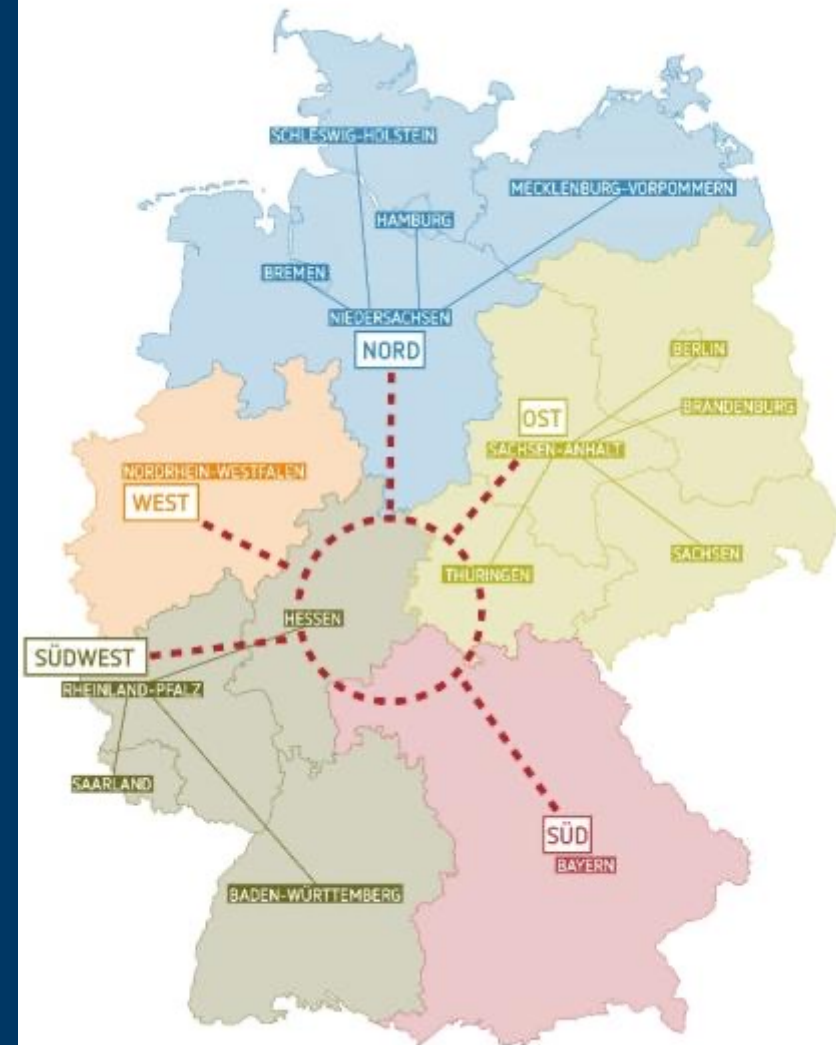 SCHLESWIG-HOLSTEIN
MECKLENBURG-VORPOMMERN
HAMBURG
BREMEN
NIEDERSACHSEN
NORD
BERLIN
BRANDENBURG
OST
SACHSEN-ANHALT
NORDRHEIN-WESTFALEN
WEST
SACHSEN
THÜRINGEN
HESSEN
SÜDWEST
RHEINLAND-PFALZ
SAARLAND
SÜD
BAYERN
BADEN-WÜRTTEMBERG